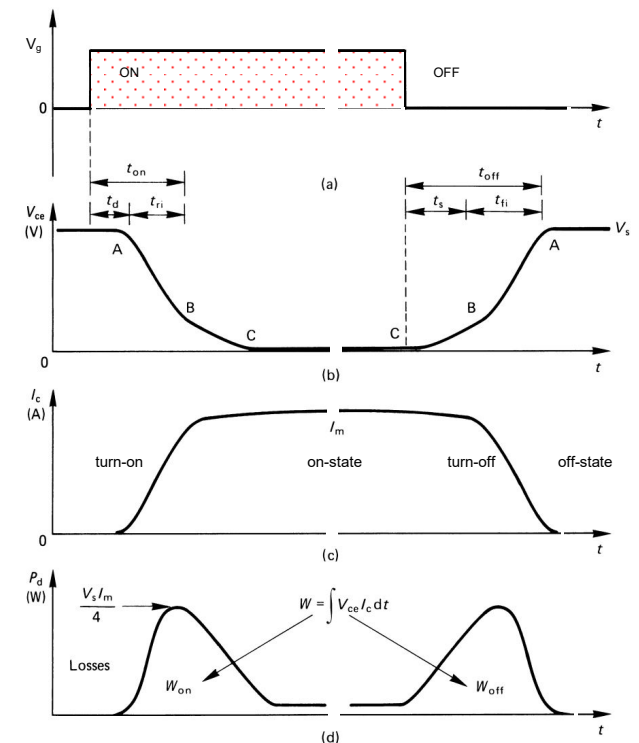 V_g
ON
OFF
0
t
(a)
t_on
t_off
t_d
t_ri
t_s
t_fi
V_ce
(V)
V_s
A
A
B
B
C
C
0
t
(b)
I_c
(A)
I_m
turn-on
on-state
turn-off
off-state
0
t
(c)
P_d
(W)
V_s I_m
4
W = ∫ V_ce I_c dt
Losses
W_on
W_off
t
(d)